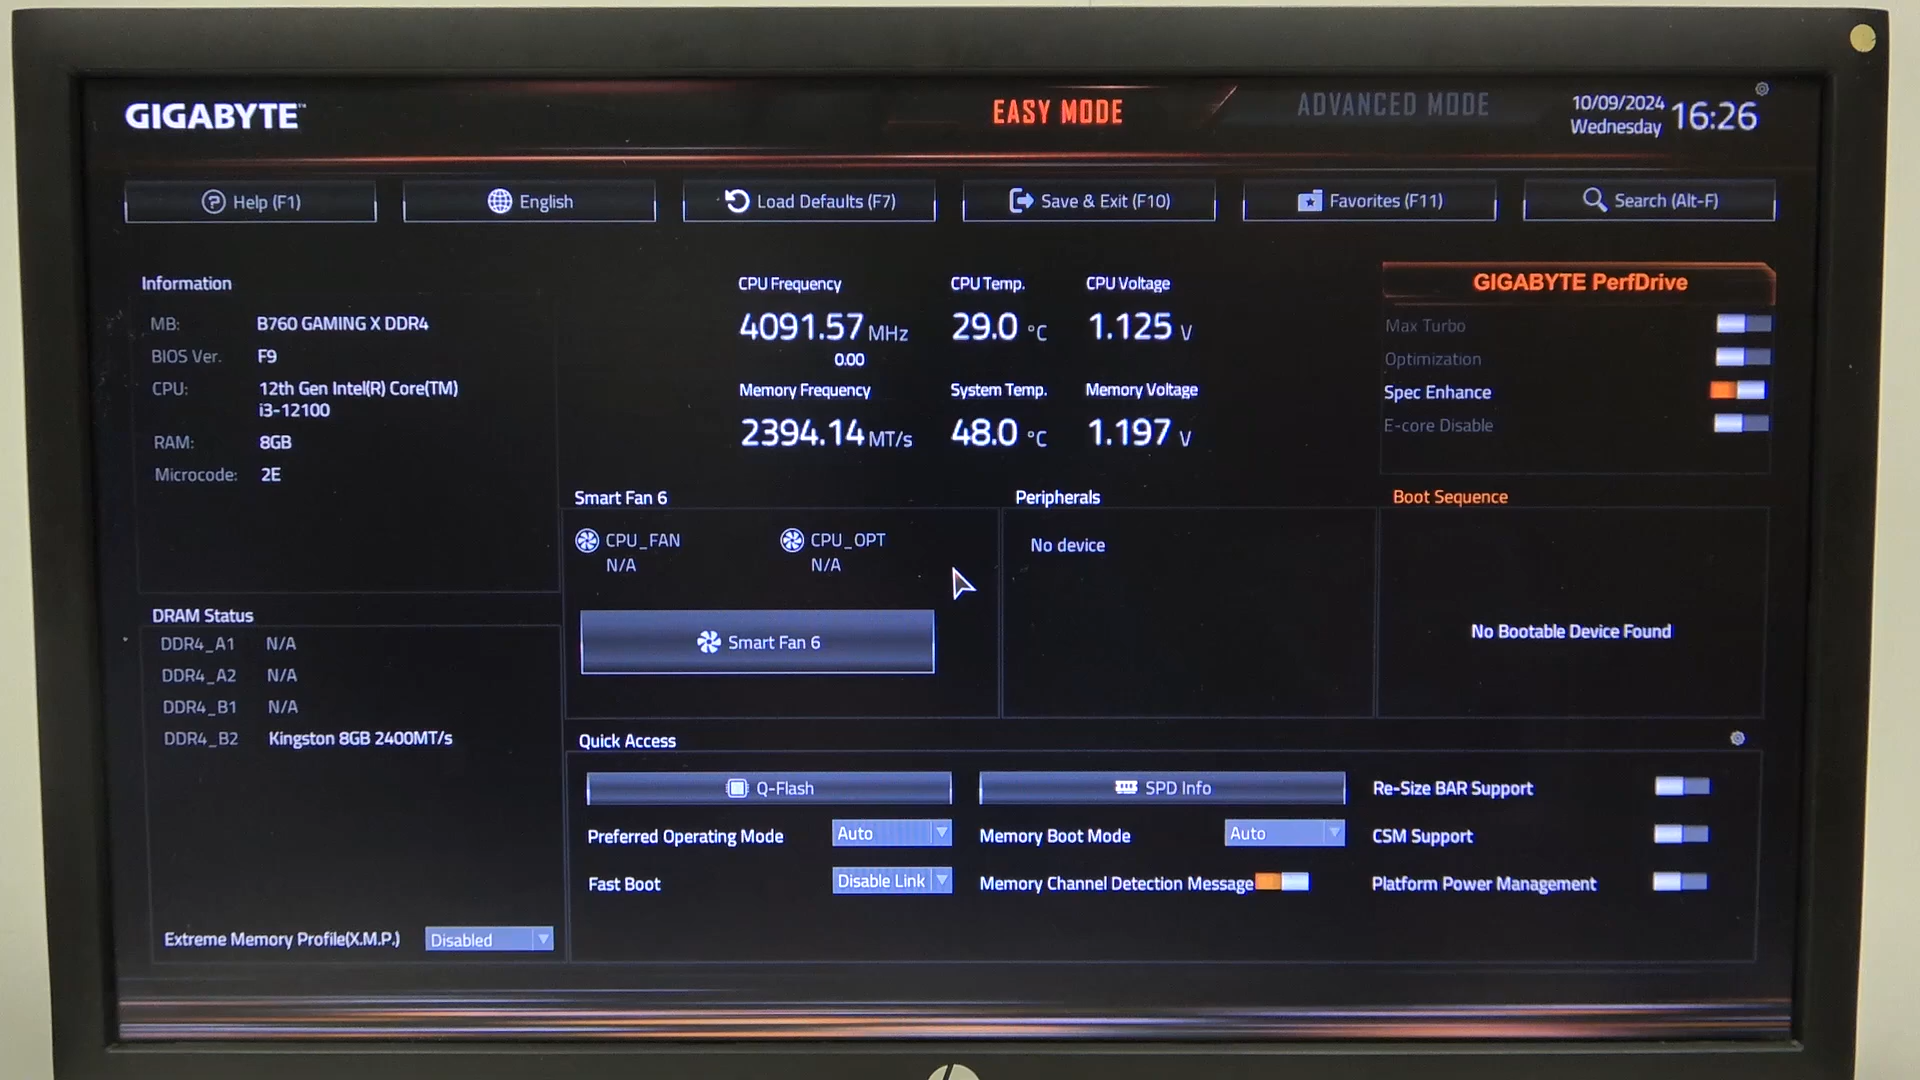 GIGABYTE™
EASY MODE
ADVANCED MODE
10/09/2024
Wednesday
16:26
Help (F1)
English
Load Defaults (F7)
Save & Exit (F10)
Favorites (F11)
Search (Alt-F)
Information
MB: B760 GAMING X DDR4
BIOS Ver. F9
CPU: 12th Gen Intel(R) Core(TM)
i3-12100
RAM: 8GB
Microcode: 2E
CPU Frequency
4091.57 MHz
0.00
CPU Temp.
29.0 °C
CPU Voltage
1.125 V
Memory Frequency
2394.14 MT/s
System Temp.
48.0 °C
Memory Voltage
1.197 V
GIGABYTE PerfDrive
Max Turbo
Optimization
Spec Enhance
E-core Disable
Smart Fan 6
CPU_FAN
N/A
CPU_OPT
N/A
Smart Fan 6
Peripherals
No device
Boot Sequence
No Bootable Device Found
DRAM Status
DDR4_A1 N/A
DDR4_A2 N/A
DDR4_B1 N/A
DDR4_B2 Kingston 8GB 2400MT/s
Extreme Memory Profile(X.M.P.) Disabled
Quick Access
Q-Flash
SPD Info
Re-Size BAR Support
Preferred Operating Mode Auto
Memory Boot Mode Auto
CSM Support
Fast Boot Disable Link
Memory Channel Detection Message
Platform Power Management